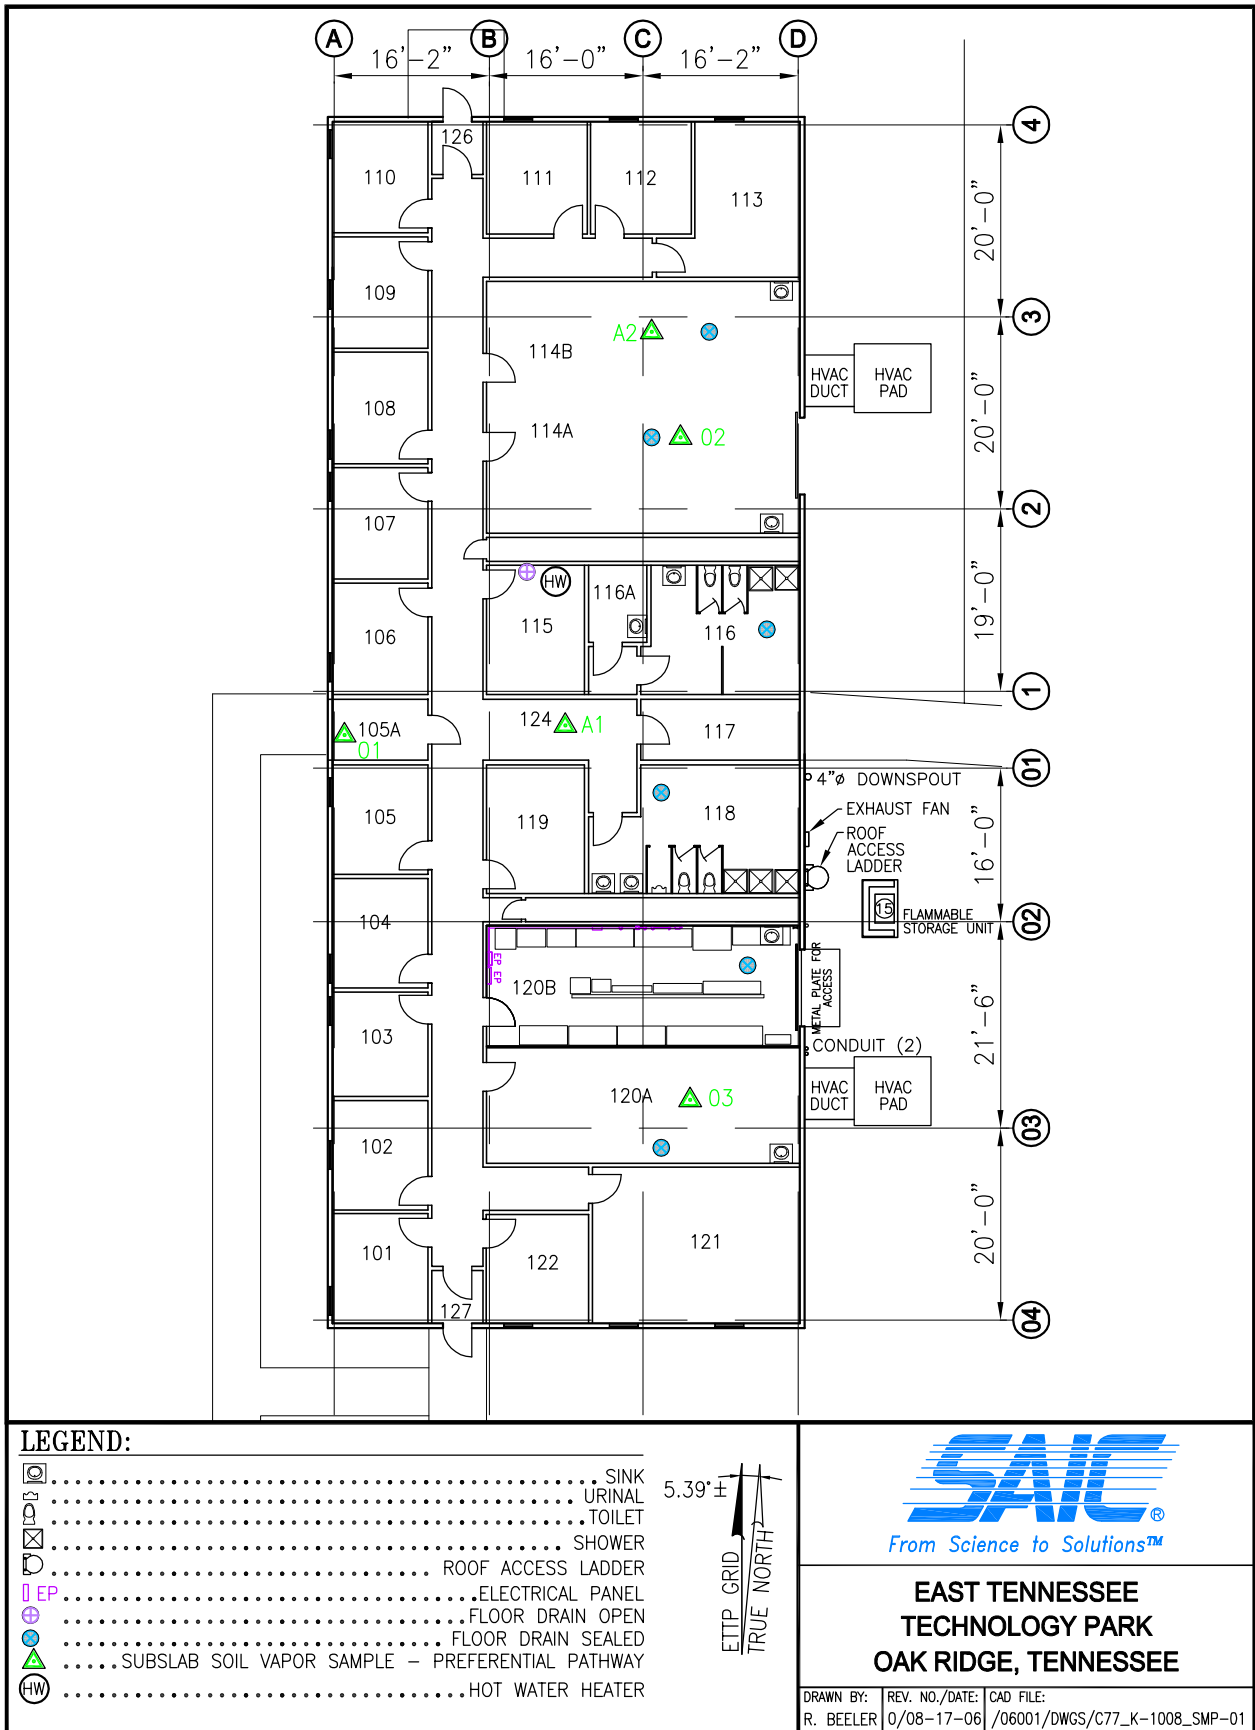 A B C D
16'-2" 16'-0" 16'-2"
4
126
110 111 112
113
20'-0"
109
3
A2
114B
HVAC DUCT
HVAC PAD
108
114A
02
20'-0"
2
107
HW
116A
106
115
116
19'-0"
1
105A
01
124
A1
117
01
4"ø DOWNSPOUT
105
119
118
EXHAUST FAN
ROOF
ACCESS
LADDER
16'-0"
15
FLAMMABLE
STORAGE UNIT
02
104
EP EP
120B
METAL PLATE FOR
ACCESS
103
21'-6"
CONDUIT (2)
120A
03
HVAC DUCT
HVAC PAD
03
102
20'-0"
101
122
121
127
04
LEGEND:
SINK
URINAL
TOILET
SHOWER
ROOF ACCESS LADDER
EP ELECTRICAL PANEL
FLOOR DRAIN OPEN
FLOOR DRAIN SEALED
SUBSLAB SOIL VAPOR SAMPLE – PREFERENTIAL PATHWAY
HW HOT WATER HEATER
5.39°±
ETTP GRID
TRUE NORTH
SAIC®
From Science to Solutions™
EAST TENNESSEE
TECHNOLOGY PARK
OAK RIDGE, TENNESSEE
DRAWN BY: REV. NO./DATE: CAD FILE:
R. BEELER 0/08-17-06 /06001/DWGS/C77_K-1008_SMP-01